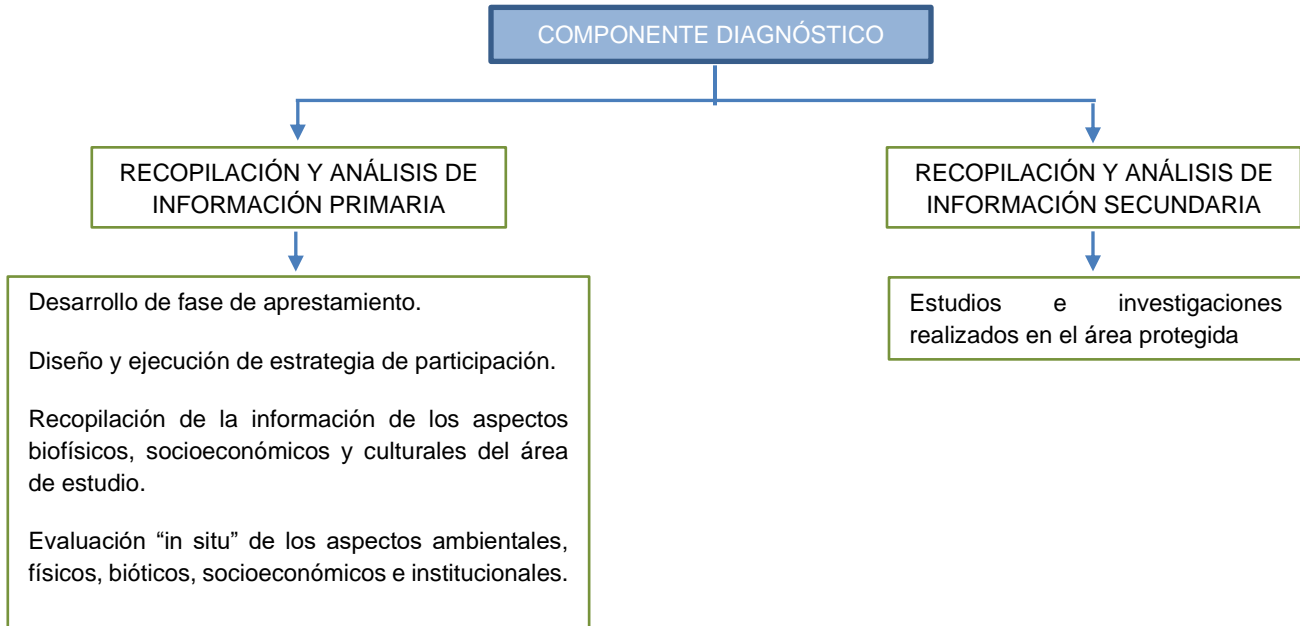 COMPONENTE DIAGNÓSTICO
RECOPILACIÓN Y ANÁLISIS DE
INFORMACIÓN PRIMARIA
RECOPILACIÓN Y ANÁLISIS DE
INFORMACIÓN SECUNDARIA
Desarrollo de fase de aprestamiento.
Diseño y ejecución de estrategia de participación.
Recopilación de la información de los aspectos
biofísicos, socioeconómicos y culturales del área
de estudio.
Evaluación “in situ” de los aspectos ambientales,
físicos, bióticos, socioeconómicos e institucionales.
Estudios e investigaciones
realizados en el área protegida